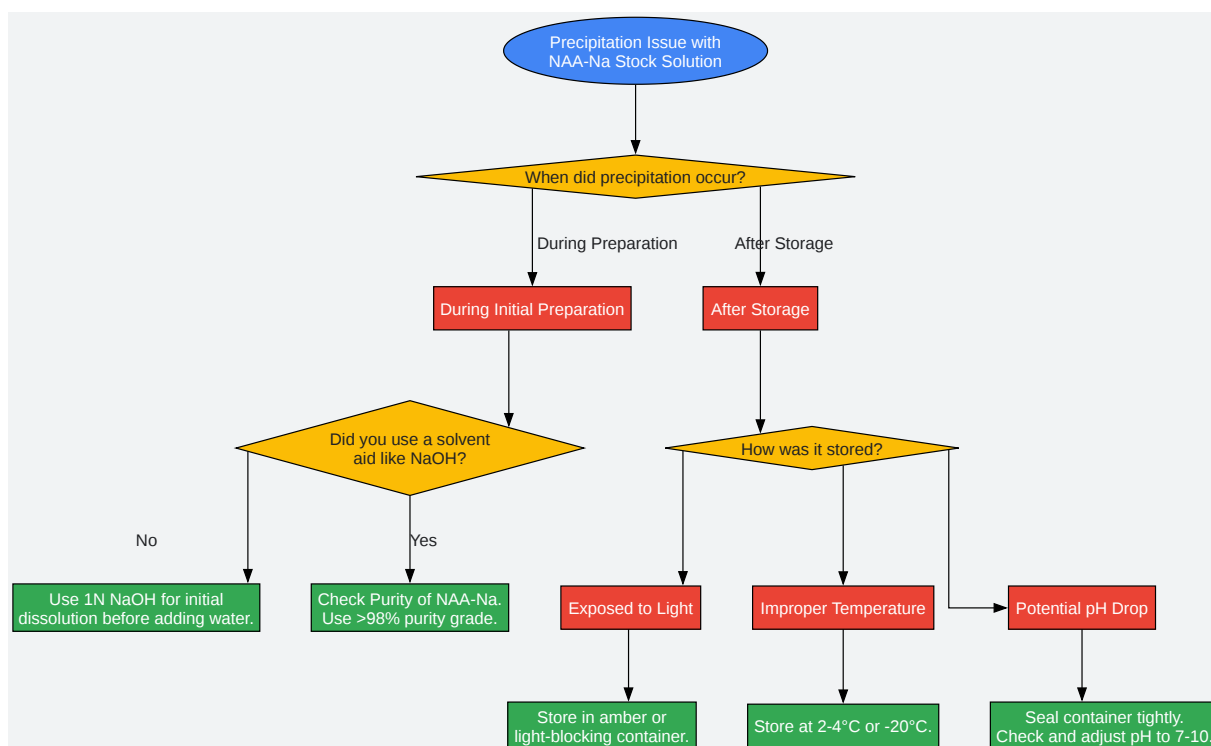 Precipitation Issue with
NAA-Na Stock Solution
When did precipitation occur?
During Preparation
After Storage
During Initial Preparation
After Storage
Did you use a solvent
aid like NaOH?
How was it stored?
No
Yes
Use 1N NaOH for initial
dissolution before adding water.
Check Purity of NAA-Na.
Use >98% purity grade.
Exposed to Light
Improper Temperature
Potential pH Drop
Store in amber or
light-blocking container.
Store at 2-4°C or -20°C.
Seal container tightly.
Check and adjust pH to 7-10.